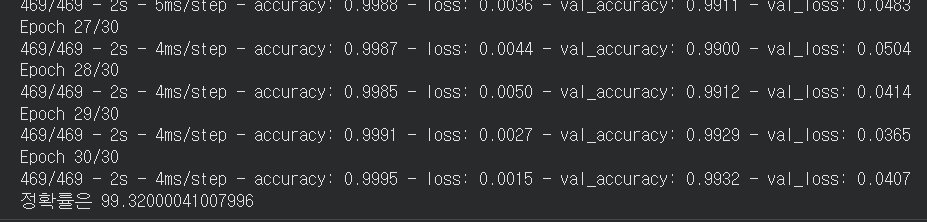 469/469 - 2s - 5ms/step - accuracy: 0.9988 - loss: 0.0036 - val_accuracy: 0.9911 - val_loss: 0.0483
Epoch 27/30
469/469 - 2s - 4ms/step - accuracy: 0.9987 - loss: 0.0044 - val_accuracy: 0.9900 - val_loss: 0.0504
Epoch 28/30
469/469 - 2s - 4ms/step - accuracy: 0.9985 - loss: 0.0050 - val_accuracy: 0.9912 - val_loss: 0.0414
Epoch 29/30
469/469 - 2s - 4ms/step - accuracy: 0.9991 - loss: 0.0027 - val_accuracy: 0.9929 - val_loss: 0.0365
Epoch 30/30
469/469 - 2s - 4ms/step - accuracy: 0.9995 - loss: 0.0015 - val_accuracy: 0.9932 - val_loss: 0.0407
정확률은 99.32000041007996